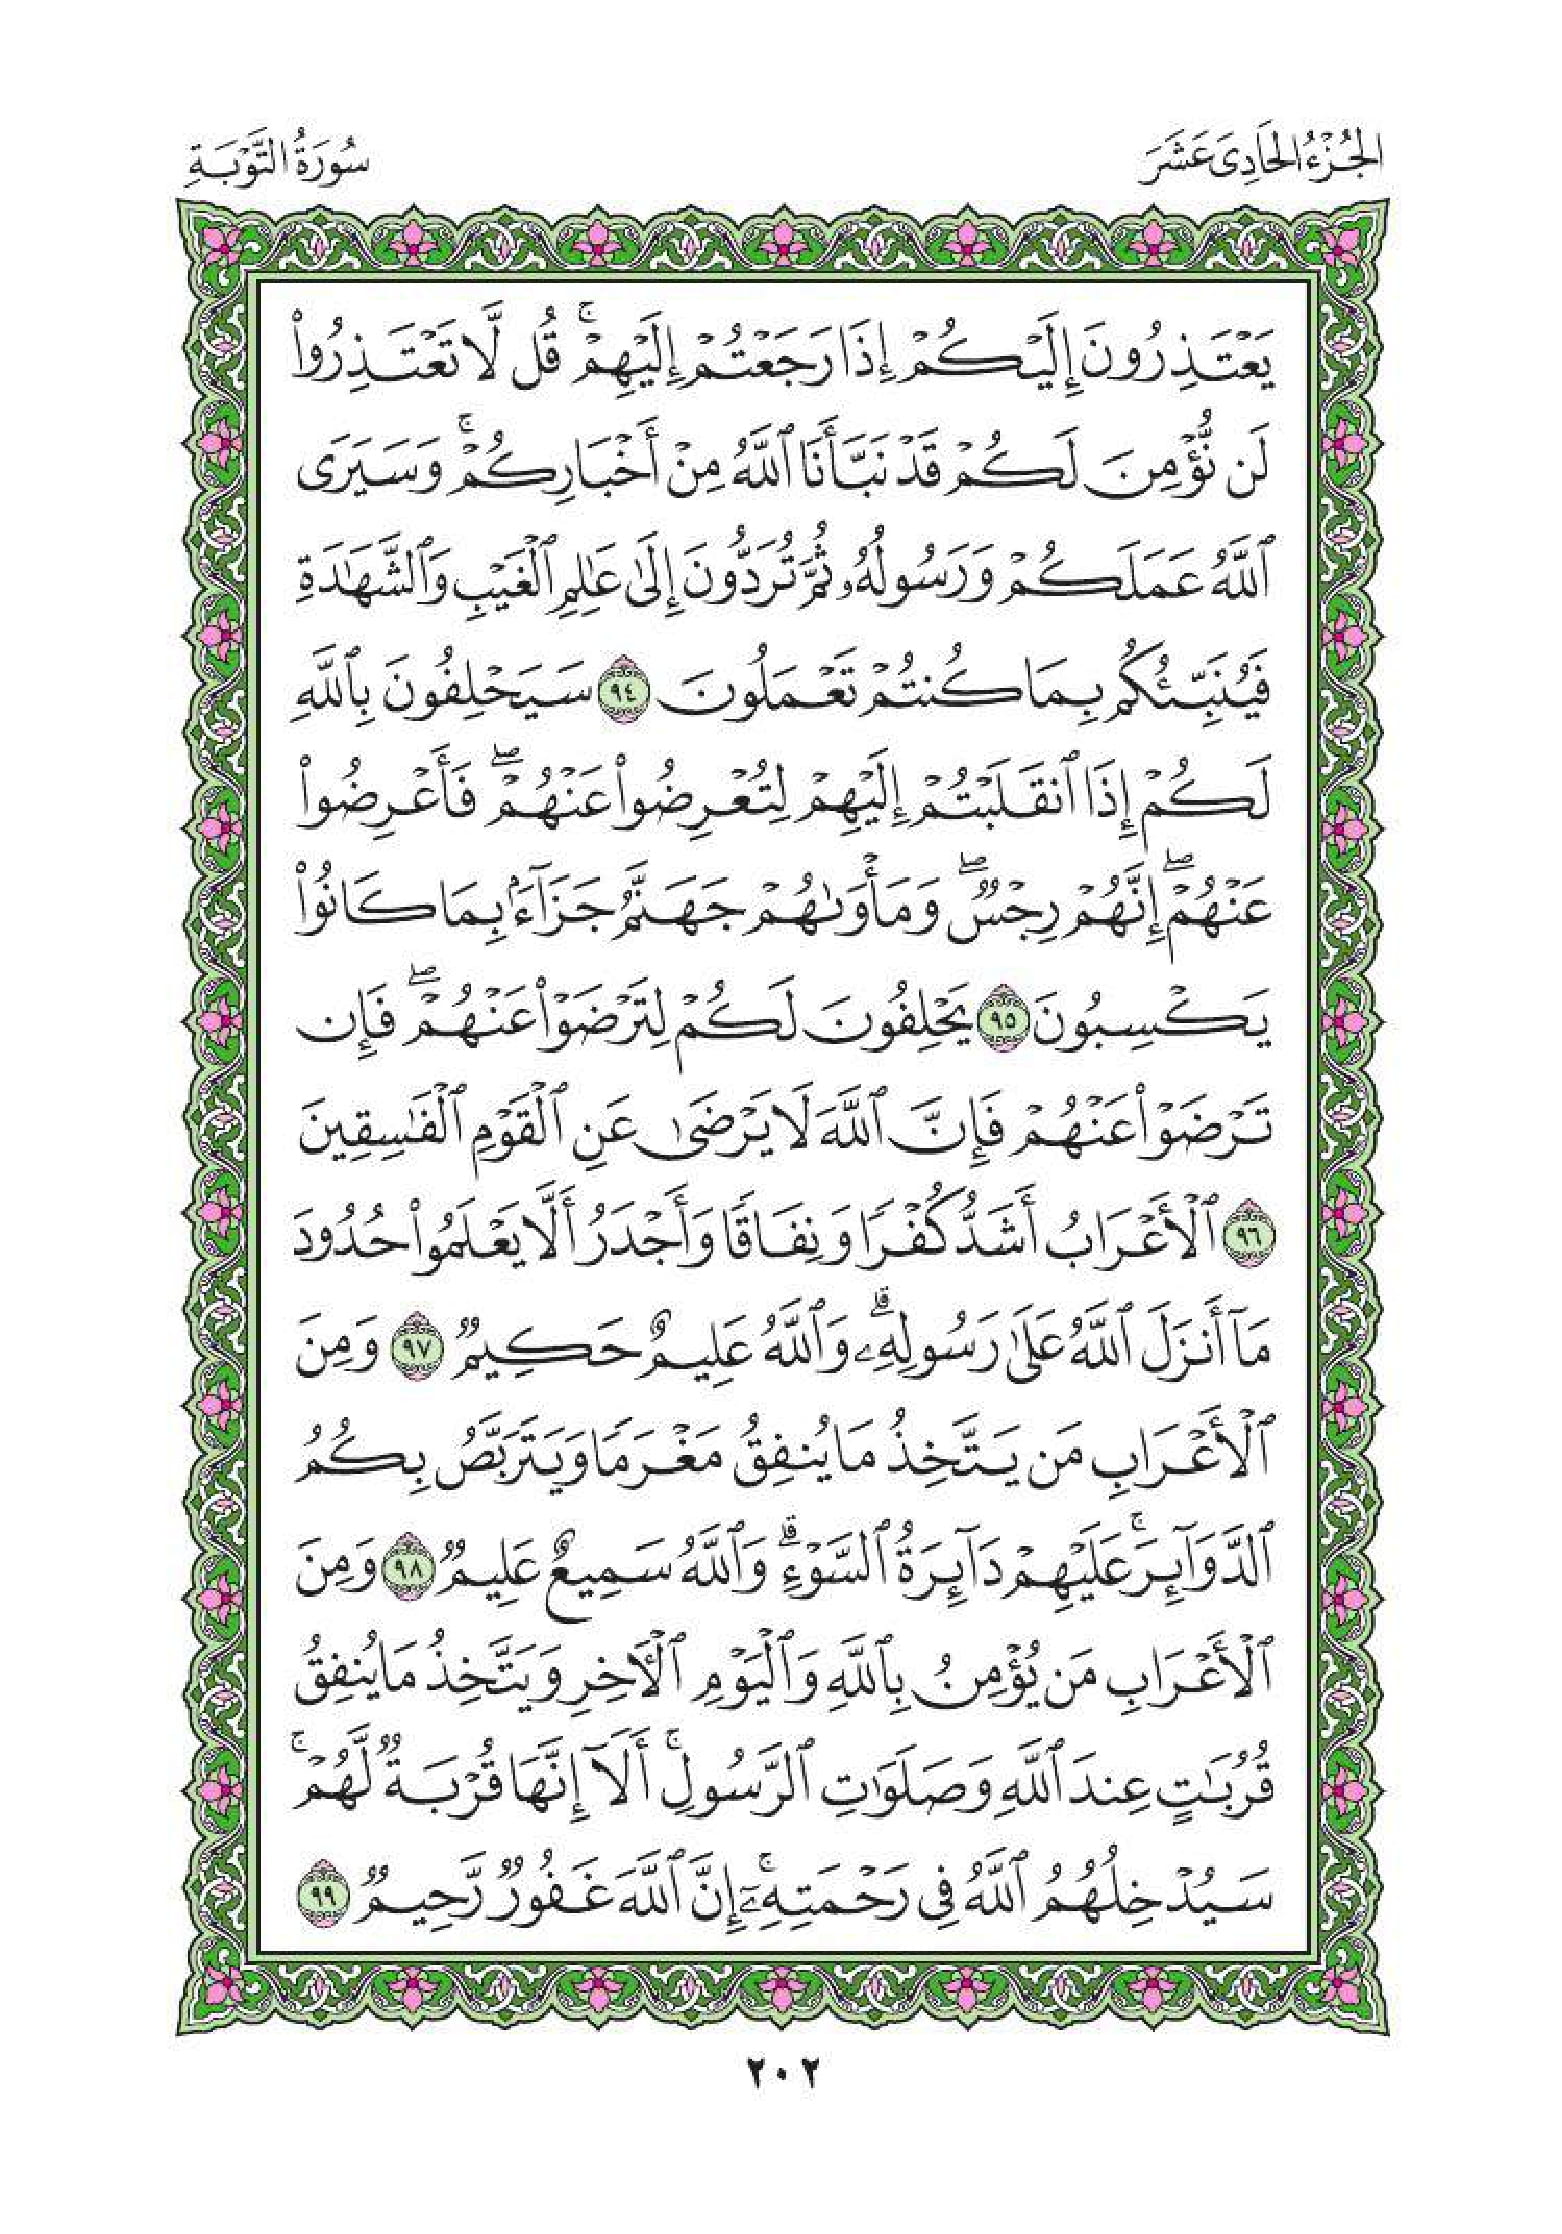 الجُزْءُ الحَادِىَ عَشَرَ
سُورَةُ التَّوْبَةِ
يَعْتَذِرُونَ إِلَيْكُمْ إِذَا رَجَعْتُمْ إِلَيْهِمْ ۚ قُل لَّا تَعْتَذِرُوا۟
لَن نُّؤْمِنَ لَكُمْ قَدْ نَبَّأَنَا ٱللَّهُ مِنْ أَخْبَارِكُمْ ۚ وَسَيَرَى
ٱللَّهُ عَمَلَكُمْ وَرَسُولُهُۥ ثُمَّ تُرَدُّونَ إِلَىٰ عَٰلِمِ ٱلْغَيْبِ وَٱلشَّهَٰدَةِ
فَيُنَبِّئُكُم بِمَا كُنتُمْ تَعْمَلُونَ ٩٤ سَيَحْلِفُونَ بِٱللَّهِ
لَكُمْ إِذَا ٱنقَلَبْتُمْ إِلَيْهِمْ لِتُعْرِضُوا۟ عَنْهُمْ ۖ فَأَعْرِضُوا۟
عَنْهُمْ ۖ إِنَّهُمْ رِجْسٌ ۖ وَمَأْوَىٰهُمْ جَهَنَّمُ جَزَآءًۢ بِمَا كَانُوا۟
يَكْسِبُونَ ٩٥ يَحْلِفُونَ لَكُمْ لِتَرْضَوْا۟ عَنْهُمْ ۖ فَإِن
تَرْضَوْا۟ عَنْهُمْ فَإِنَّ ٱللَّهَ لَا يَرْضَىٰ عَنِ ٱلْقَوْمِ ٱلْفَٰسِقِينَ
٩٦ ٱلْأَعْرَابُ أَشَدُّ كُفْرًا وَنِفَاقًا وَأَجْدَرُ أَلَّا يَعْلَمُوا۟ حُدُودَ
مَآ أَنزَلَ ٱللَّهُ عَلَىٰ رَسُولِهِۦ ۗ وَٱللَّهُ عَلِيمٌ حَكِيمٌ ٩٧ وَمِنَ
ٱلْأَعْرَابِ مَن يَتَّخِذُ مَا يُنفِقُ مَغْرَمًا وَيَتَرَبَّصُ بِكُمُ
ٱلدَّوَآئِرَ ۚ عَلَيْهِمْ دَآئِرَةُ ٱلسَّوْءِ ۗ وَٱللَّهُ سَمِيعٌ عَلِيمٌ ٩٨ وَمِنَ
ٱلْأَعْرَابِ مَن يُؤْمِنُ بِٱللَّهِ وَٱلْيَوْمِ ٱلْءَاخِرِ وَيَتَّخِذُ مَا يُنفِقُ
قُرُبَٰتٍ عِندَ ٱللَّهِ وَصَلَوَٰتِ ٱلرَّسُولِ ۚ أَلَآ إِنَّهَا قُرْبَةٌ لَّهُمْ ۚ
سَيُدْخِلُهُمُ ٱللَّهُ فِى رَحْمَتِهِۦٓ ۚ إِنَّ ٱللَّهَ غَفُورٌ رَّحِيمٌ ٩٩
٢٠٢